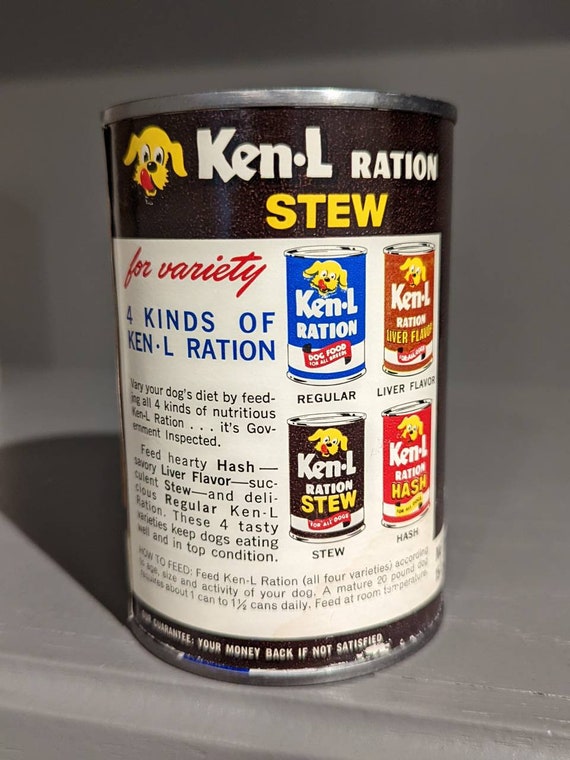 Ken·L RATION
STEW
for variety
4 KINDS OF
KEN·L RATION
Vary your dog's diet by feed-
ing all 4 kinds of nutritious
Ken-L Ration . . . it's Gov-
ernment Inspected.
Feed hearty Hash —
savory Liver Flavor—suc-
culent Stew—and deli-
cious Regular Ken-L
Ration. These 4 tasty
varieties keep dogs eating
well and in top condition.
Ken·L
RATION
DOG FOOD
FOR ALL BREEDS
REGULAR
Ken·L
RATION
LIVER FLAVOR
LIVER FLAVOR
Ken·L
RATION
STEW
FOR ALL DOGS
STEW
Ken·L
RATION
HASH
HASH
HOW TO FEED: Feed Ken-L Ration (all four varieties) according
to age, size and activity of your dog. A mature 20 pound dog
requires about 1 can to 1½ cans daily. Feed at room temperature.
OUR GUARANTEE: YOUR MONEY BACK IF NOT SATISFIED